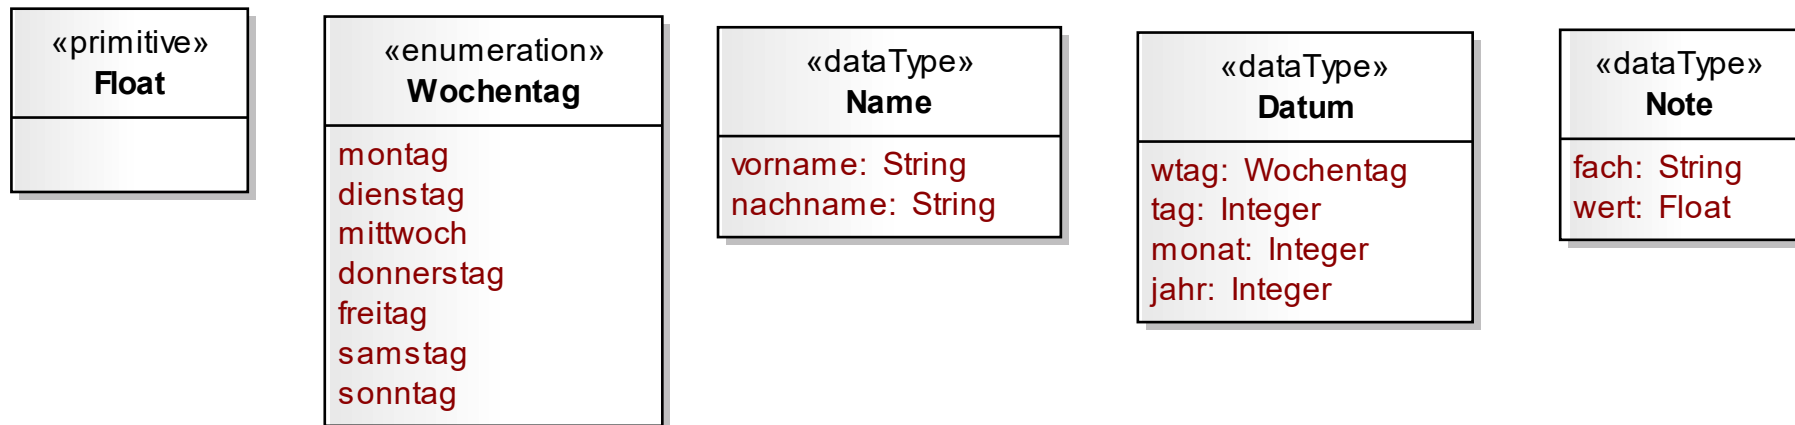 «primitive»
Float
«enumeration»
Wochentag
montag
dienstag
mittwoch
donnerstag
freitag
samstag
sonntag
«dataType»
Name
vorname: String
nachname: String
«dataType»
Datum
wtag: Wochentag
tag: Integer
monat: Integer
jahr: Integer
«dataType»
Note
fach: String
wert: Float